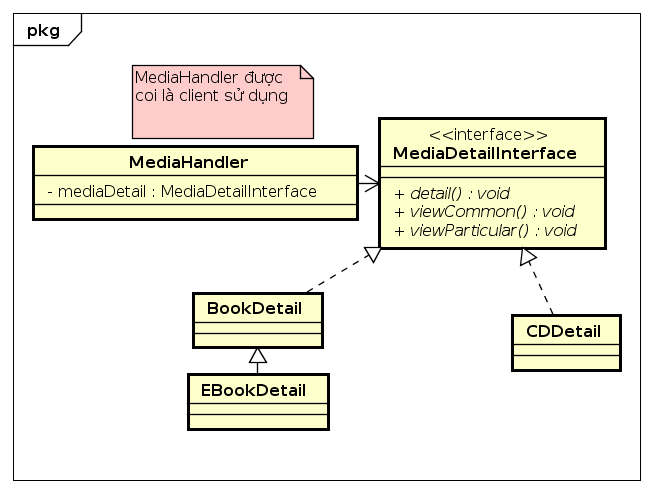 pkg
MediaHandler được
coi là client sử dụng
MediaHandler
- mediaDetail : MediaDetailInterface
<<interface>>
MediaDetailInterface
+ detail() : void
+ viewCommon() : void
+ viewParticular() : void
BookDetail
CDDetail
EBookDetail